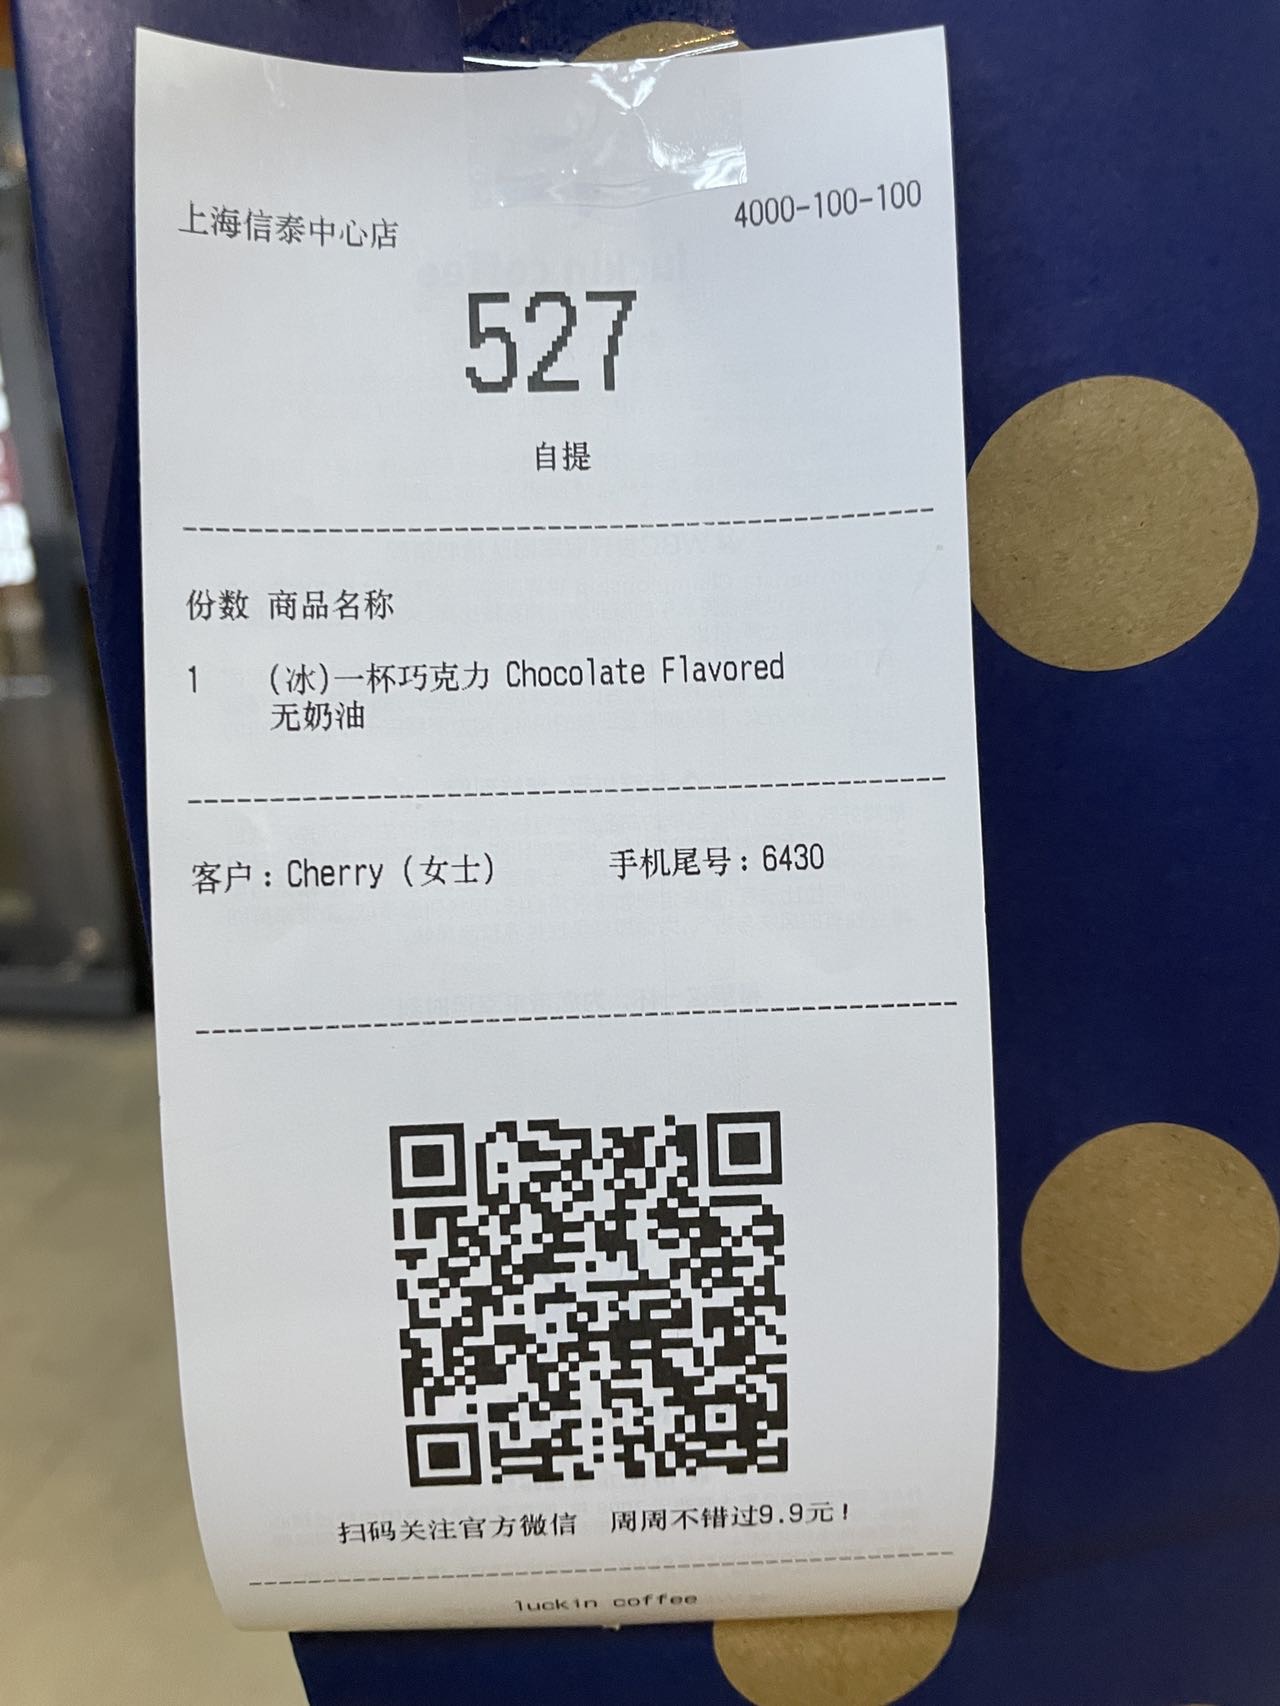 上海信泰中心店 4000-100-100
527
自提
份数 商品名称
1 (冰)一杯巧克力 Chocolate Flavored
无奶油
客户：Cherry (女士) 手机尾号：6430
扫码关注官方微信 周周不错过9.9元！
luckin coffee